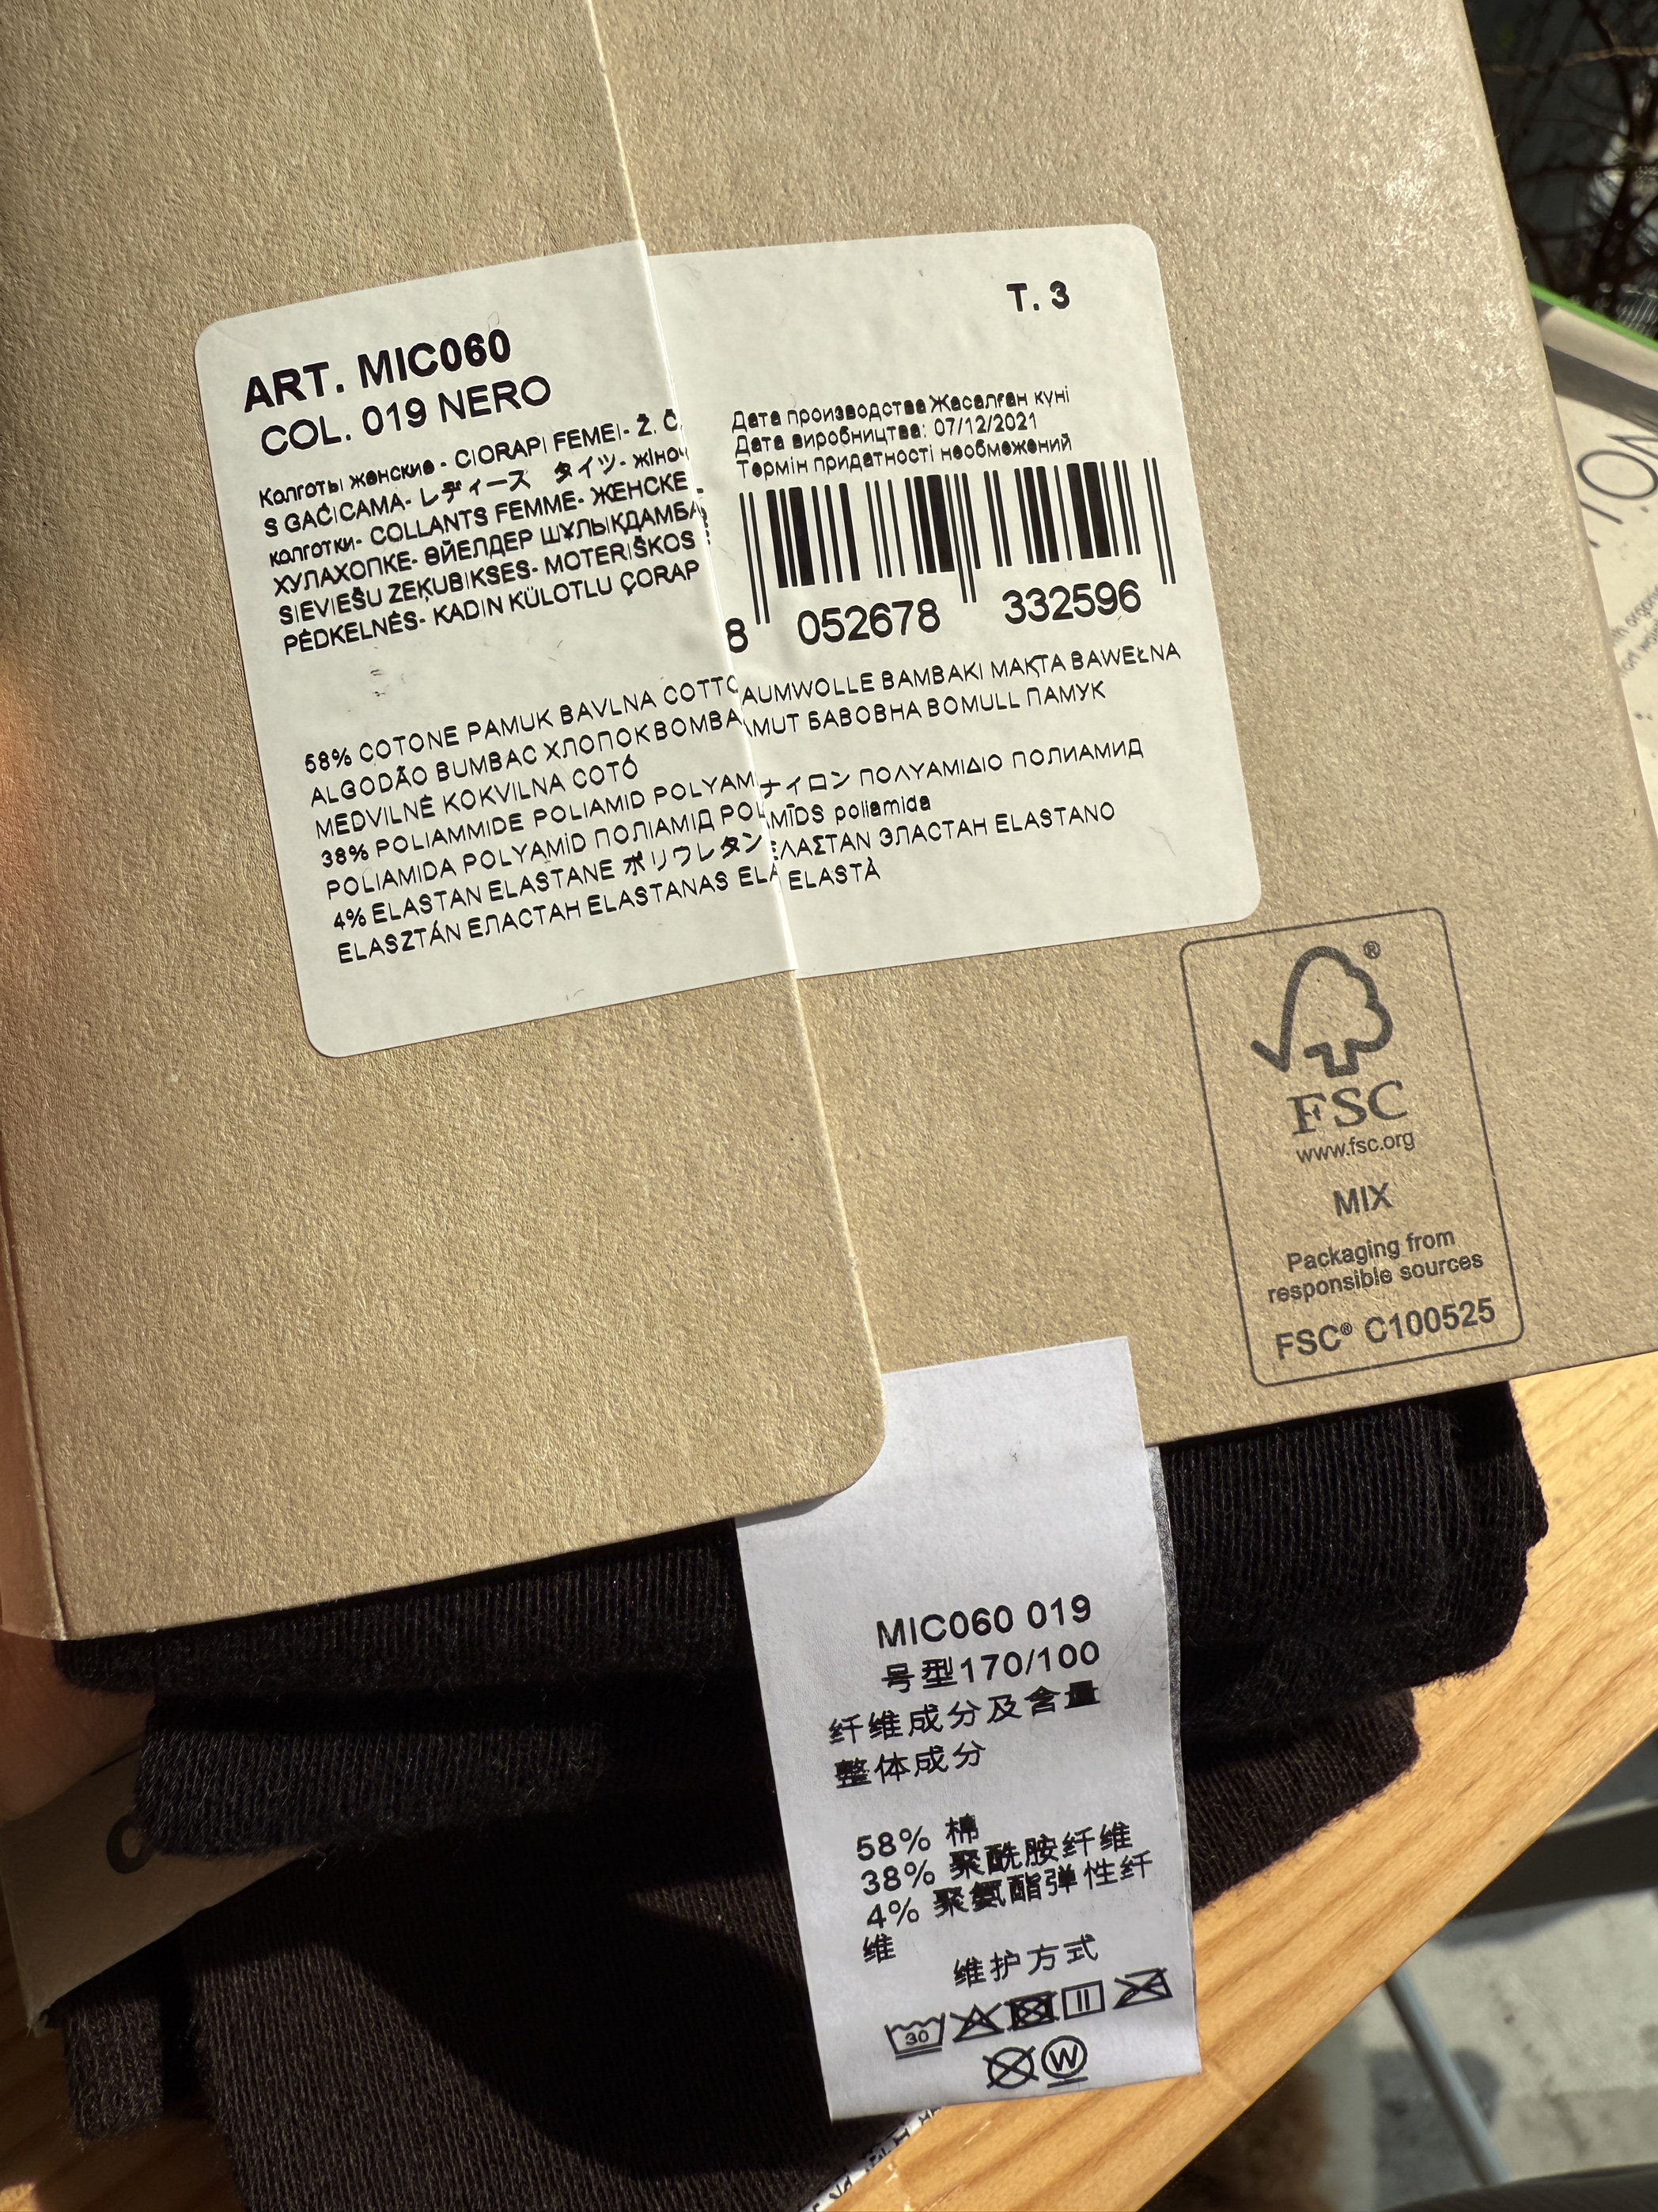 ART. MIC060
COL. 019 NERO
T. 3
Колготы женские - CIORAPI FEMEI- Ž.
S GAĆICAMA- レディース タイツ-
колготки- COLLANTS FEMME- ЖЕНСКЕ
ХУЛАХОПКЕ- ӨЙЕЛДЕР ШҰЛЫҚДАМБА
SIEVIEŠU ZEĶUBIKSES- MOTERIŠKOS
PĖDKELNĖS- KADIN KÜLOTLU ÇORAP
Дата производства Жасалған күні
Дата виробництва: 07/12/2021
Термін придатності необмежений
8 052678 332596
58% COTONE PAMUK BAVLNA COTTO AUMWOLLE BAMBAKI МАҚТА BAWEŁNA
ALGODÃO BUMBAC ХЛОПОК BOMBA AMUT БАВОВНА BOMULL ПАМУК
MEDVILNĖ KOKVILNA COTÓ
38% POLIAMMIDE POLIAMID POLYAM ナイロン ΠΟΛΥΑΜΙΔΙΟ ПОЛИАМИД
POLIAMIDA POLYAMİD ПОЛІАМІД POL AMĪDS poliamida
4% ELASTAN ELASTANE ポリウレタン ΕΛΑΣΤΑΝ ЭЛАСТАН ELASTANO
ELASZTÁN ЕЛАСТАН ELASTANAS ELA ELASTÀ
FSC
www.fsc.org
MIX
Packaging from
responsible sources
FSC® C100525
MIC060 019
号型170/100
纤维成分及含量
整体成分
58% 棉
38% 聚酰胺纤维
4% 聚氨酯弹性纤
维
维护方式
30
W